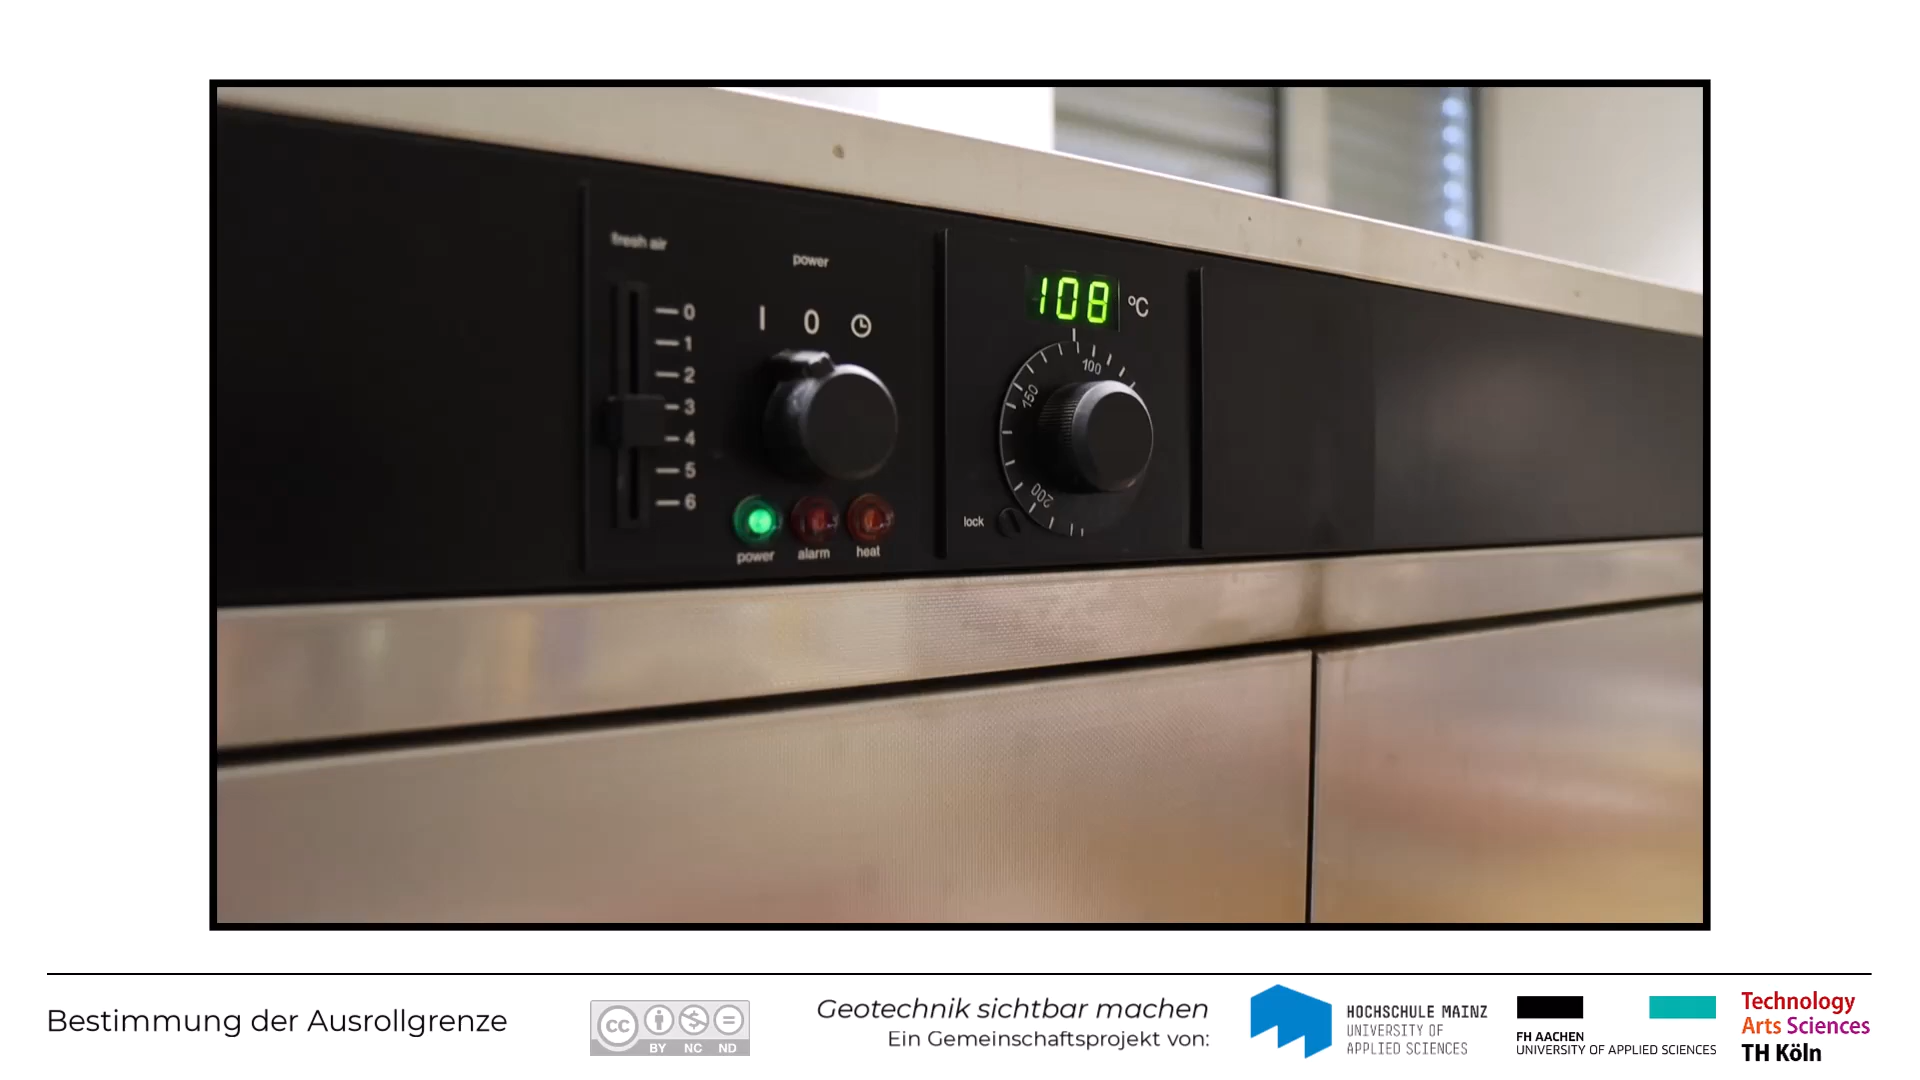 fresh air
power
I 0
0
1
2
3
4
5
6
power alarm heat
108 °C
100
150
200
lock
Bestimmung der Ausrollgrenze
cc
BY NC ND
Geotechnik sichtbar machen
Ein Gemeinschaftsprojekt von:
HOCHSCHULE MAINZ
UNIVERSITY OF
APPLIED SCIENCES
FH AACHEN
UNIVERSITY OF APPLIED SCIENCES
Technology
Arts Sciences
TH Köln